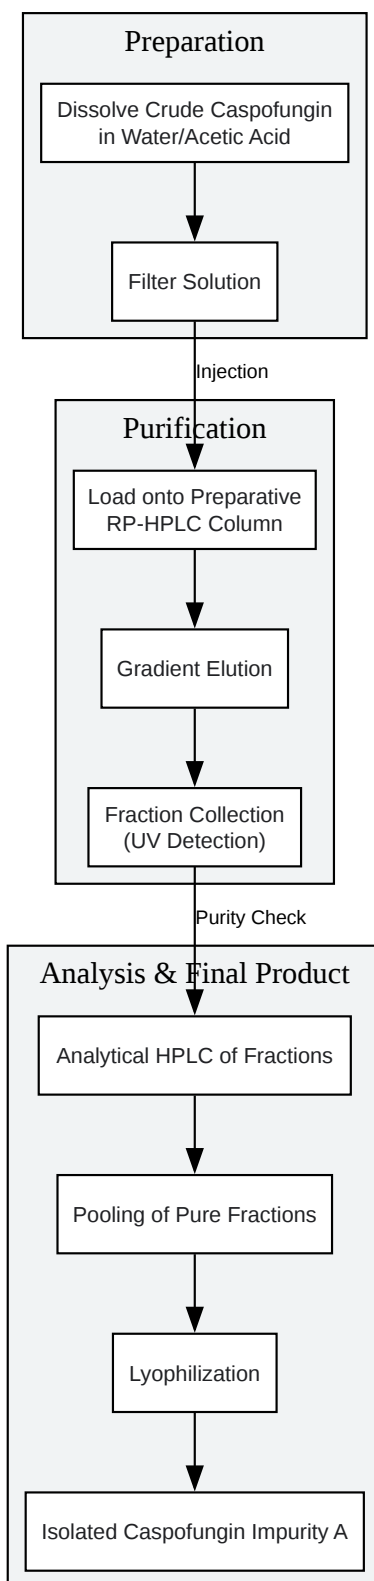 Preparation
Dissolve Crude Caspofungin
in Water/Acetic Acid
Filter Solution
Injection
Purification
Load onto Preparative
RP-HPLC Column
Gradient Elution
Fraction Collection
(UV Detection)
Purity Check
Analysis & Final Product
Analytical HPLC of Fractions
Pooling of Pure Fractions
Lyophilization
Isolated Caspofungin Impurity A